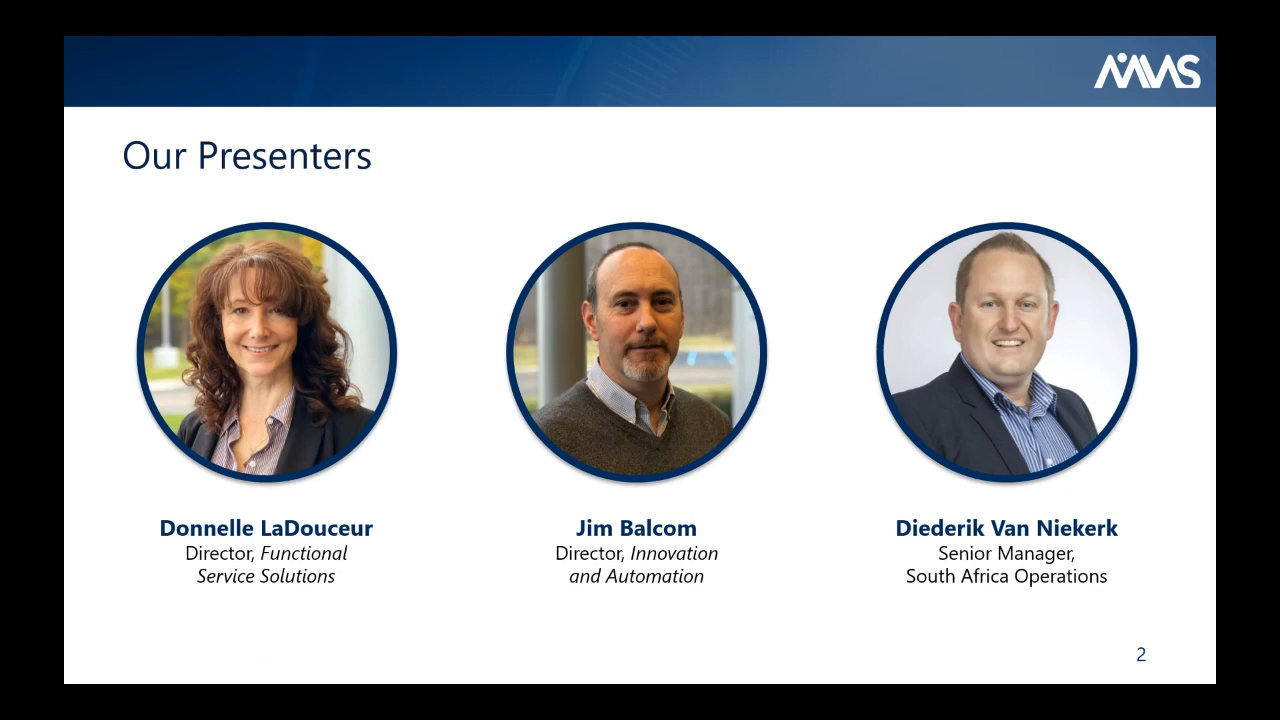 MMS
Our Presenters
Donnelle LaDouceur
Director, Functional
Service Solutions
Jim Balcom
Director, Innovation
and Automation
Diederik Van Niekerk
Senior Manager,
South Africa Operations
2